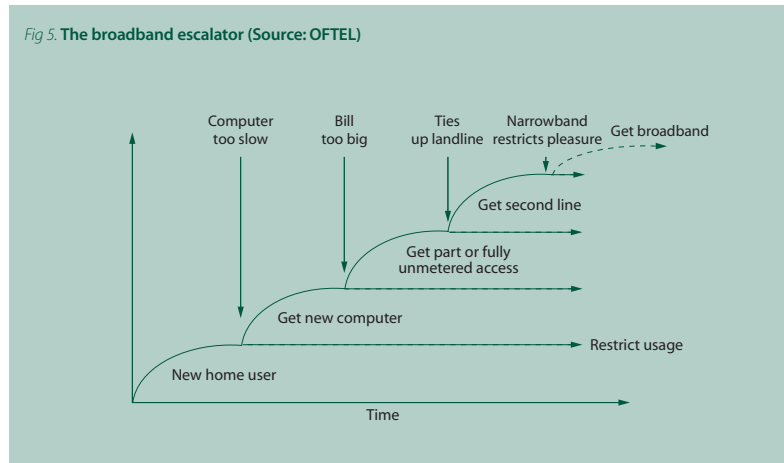 Fig 5. The broadband escalator (Source: OFTEL)
Computer
too slow
Bill
too big
Ties
up landline
Narrowband
restricts pleasure
Get broadband
Get second line
Get part or fully
unmetered access
Get new computer
Restrict usage
New home user
Time